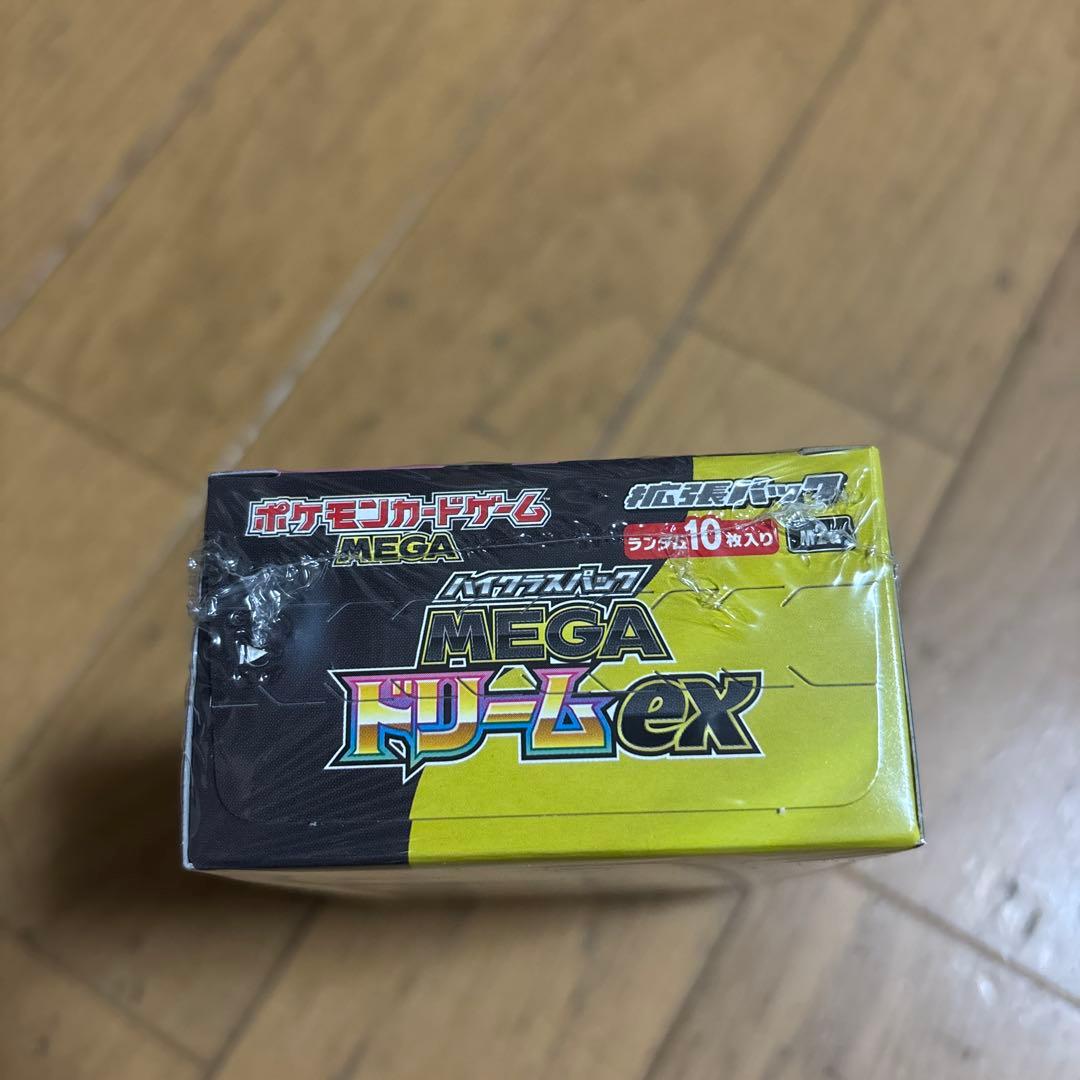 ポケモンカードゲーム
MEGA
拡張パック
ランダム10枚入り
ハイクラスパック
MEGA
ドリームex